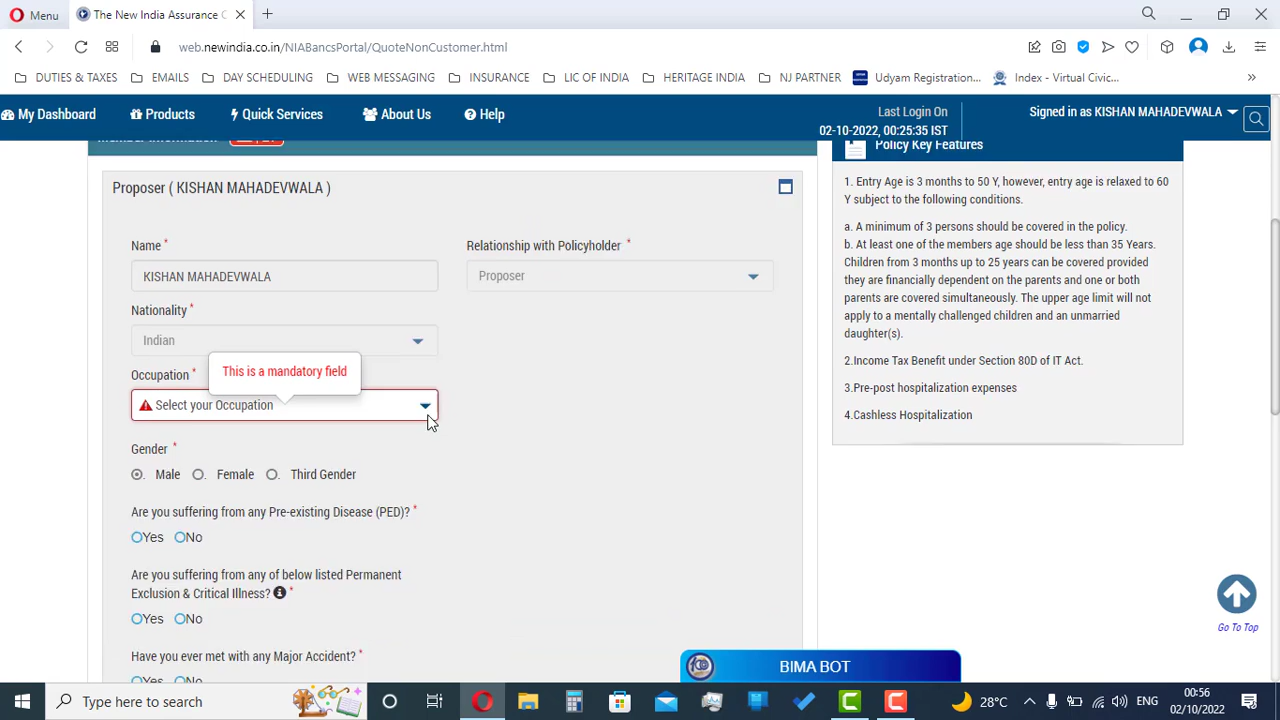 Menu
The New India Assurance C
web.newindia.co.in/NIABancsPortal/QuoteNonCustomer.html
DUTIES & TAXES
EMAILS
DAY SCHEDULING
WEB MESSAGING
INSURANCE
LIC OF INDIA
HERITAGE INDIA
NJ PARTNER
Udyam Registration...
Index - Virtual Civic...
My Dashboard
Products
Quick Services
About Us
Help
Last Login On
02-10-2022, 00:25:35 IST
Signed in as KISHAN MAHADEVWALA
Policy Key Features
Proposer ( KISHAN MAHADEVWALA )
Name *
KISHAN MAHADEVWALA
Relationship with Policyholder *
Proposer
Nationality *
Indian
Occupation *
This is a mandatory field
Select your Occupation
Gender *
Male Female Third Gender
Are you suffering from any Pre-existing Disease (PED)? *
Yes No
Are you suffering from any of below listed Permanent
Exclusion & Critical Illness? *
Yes No
Have you ever met with any Major Accident? *
Yes No
1. Entry Age is 3 months to 50 Y, however, entry age is relaxed to 60
Y subject to the following conditions.
a. A minimum of 3 persons should be covered in the policy.
b. At least one of the members age should be less than 35 Years.
Children from 3 months up to 25 years can be covered provided
they are financially dependent on the parents and one or both
parents are covered simultaneously. The upper age limit will not
apply to a mentally challenged children and an unmarried
daughter(s).
2.Income Tax Benefit under Section 80D of IT Act.
3.Pre-post hospitalization expenses
4.Cashless Hospitalization
Go To Top
BIMA BOT
Type here to search
28°C
ENG
00:56
02/10/2022